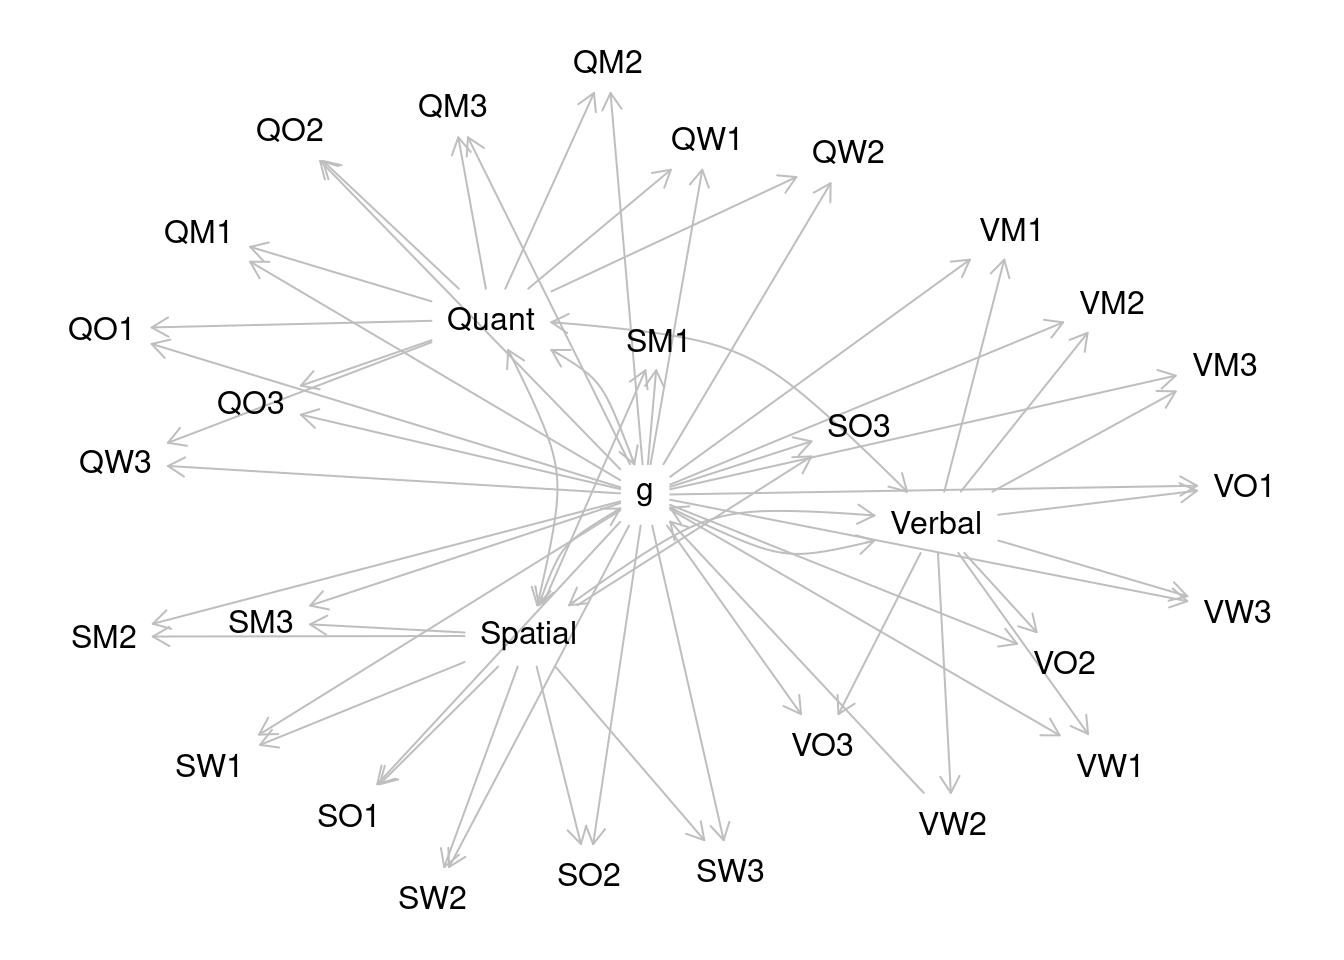 QM2
QM3
QO2
QW1
QW2
QM1
VM1
VM2
Quant
QO1
SM1
VM3
QO3
SO3
QW3
g
VO1
Verbal
VW3
SM3
SM2
Spatial
VO2
VO3
SW1
VW1
SO1
VW2
SW3
SO2
SW2